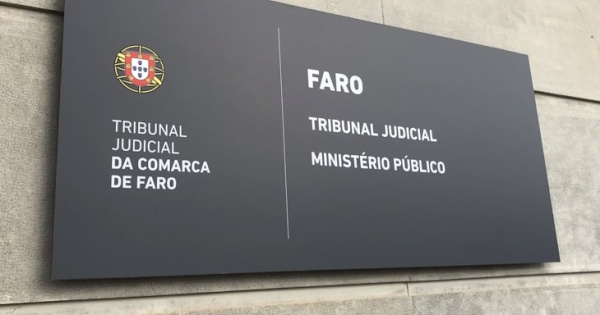 TRIBUNAL
JUDICIAL
DA COMARCA
DE FARO
FARO
TRIBUNAL JUDICIAL
MINISTÉRIO PÚBLICO